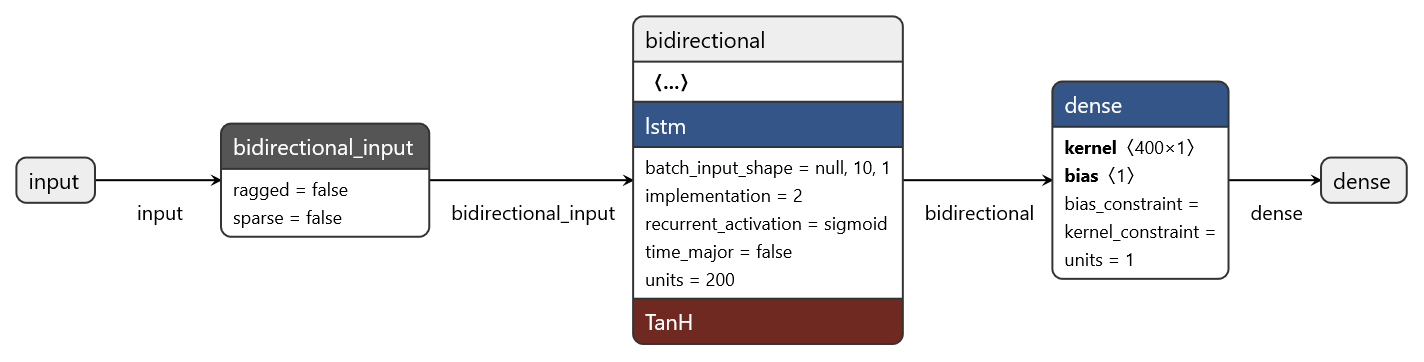 input
input
bidirectional_input
ragged = false
sparse = false
bidirectional_input
bidirectional
⟨...⟩
lstm
batch_input_shape = null, 10, 1
implementation = 2
recurrent_activation = sigmoid
time_major = false
units = 200
TanH
bidirectional
dense
kernel ⟨400×1⟩
bias ⟨1⟩
bias_constraint =
kernel_constraint =
units = 1
dense
dense